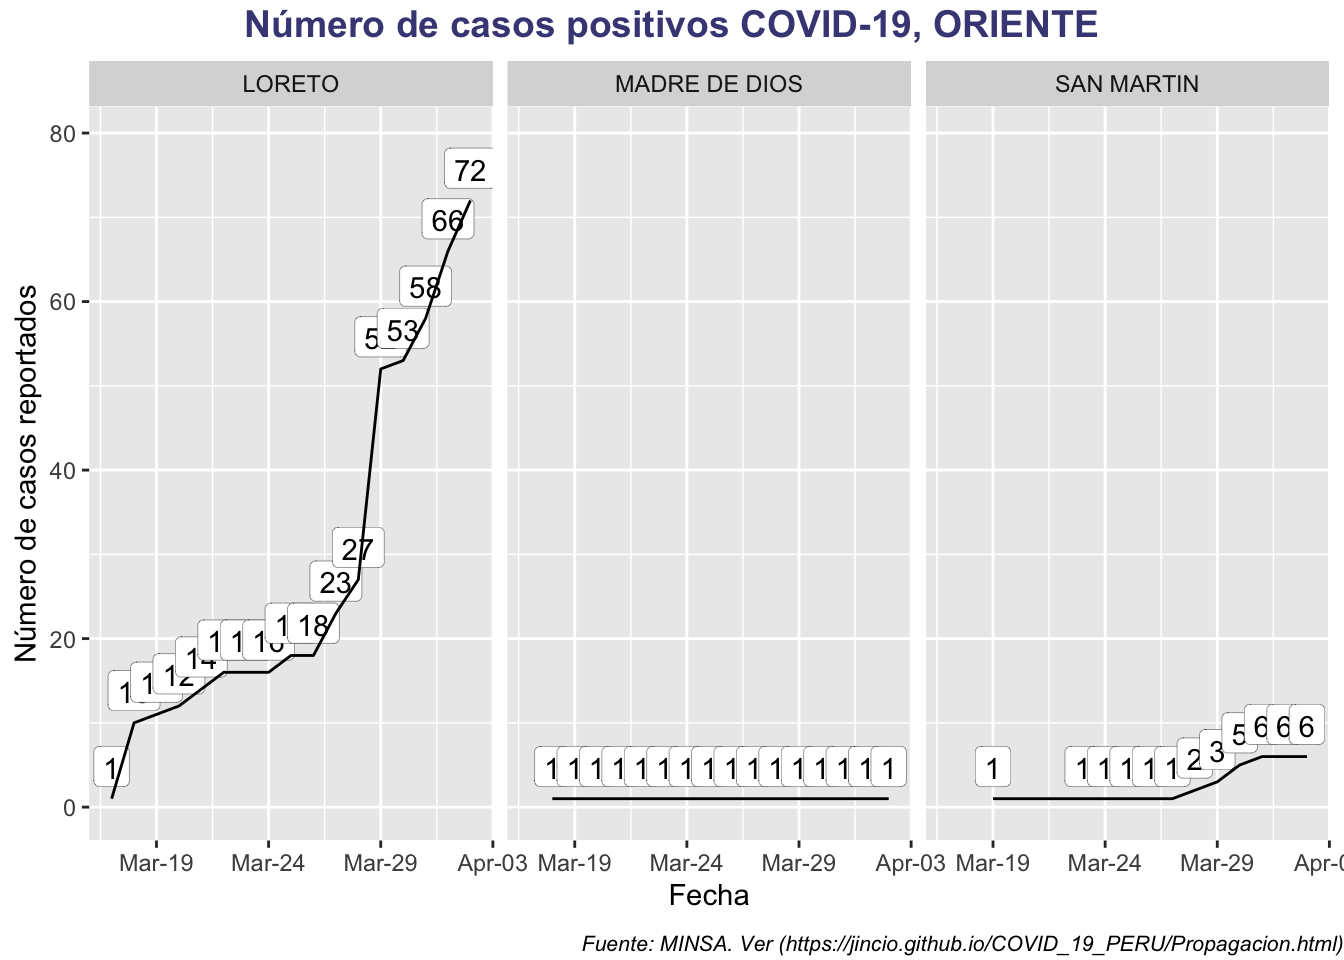 Número de casos positivos COVID-19, ORIENTE
LORETO MADRE DE DIOS SAN MARTIN
Número de casos reportados
80
60
40
20
0
1 12 14 18 23 27 53 58 66 72
1 1 1 1 1 1 1 1 1 1 1 1 1 1 1 1
1 1 1 1 1 1 2 3 5 6 6 6
Mar-19 Mar-24 Mar-29 Apr-03 Mar-19 Mar-24 Mar-29 Apr-03 Mar-19 Mar-24 Mar-29
Fecha
Fuente: MINSA. Ver (https://jincio.github.io/COVID_19_PERU/Propagacion.html)